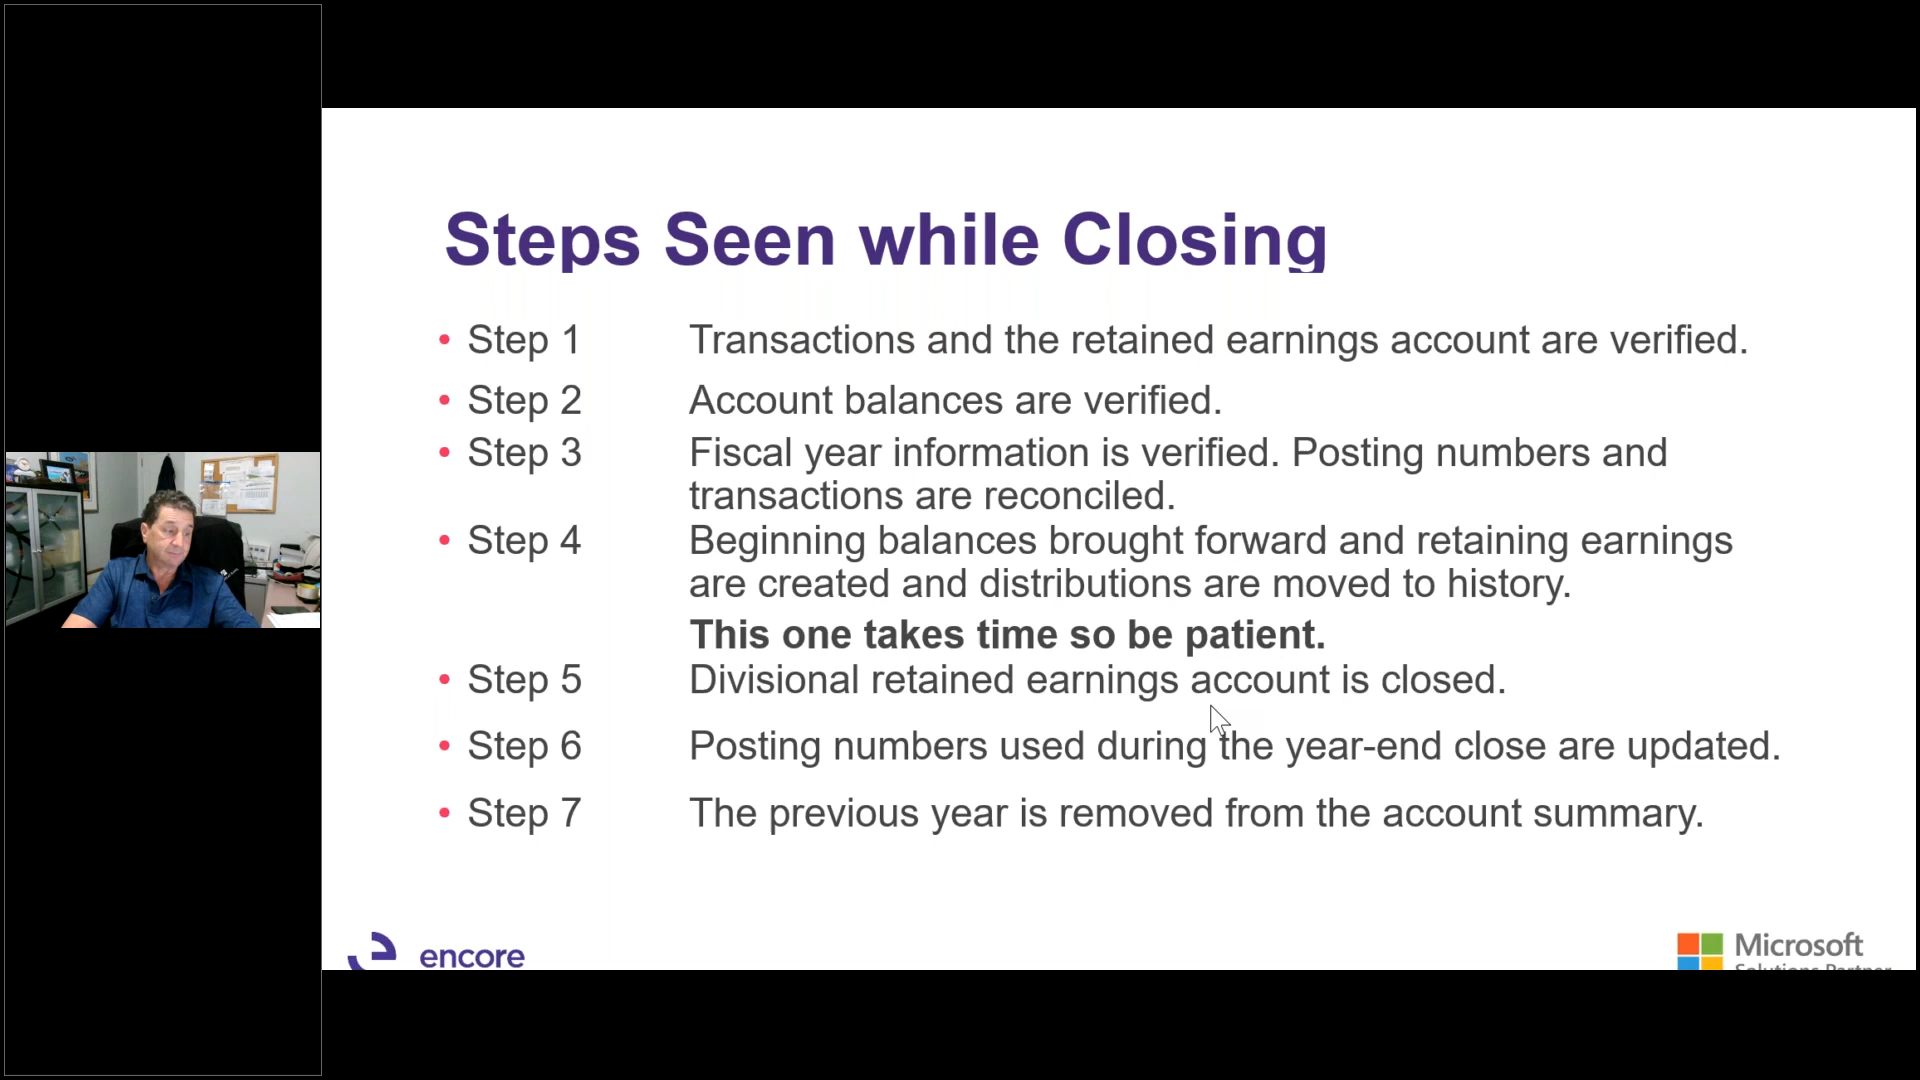 Steps Seen while Closing
• Step 1 Transactions and the retained earnings account are verified.
• Step 2 Account balances are verified.
• Step 3 Fiscal year information is verified. Posting numbers and
transactions are reconciled.
• Step 4 Beginning balances brought forward and retaining earnings
are created and distributions are moved to history.
This one takes time so be patient.
• Step 5 Divisional retained earnings account is closed.
• Step 6 Posting numbers used during the year-end close are updated.
• Step 7 The previous year is removed from the account summary.
encore
Microsoft
Solutions Partner